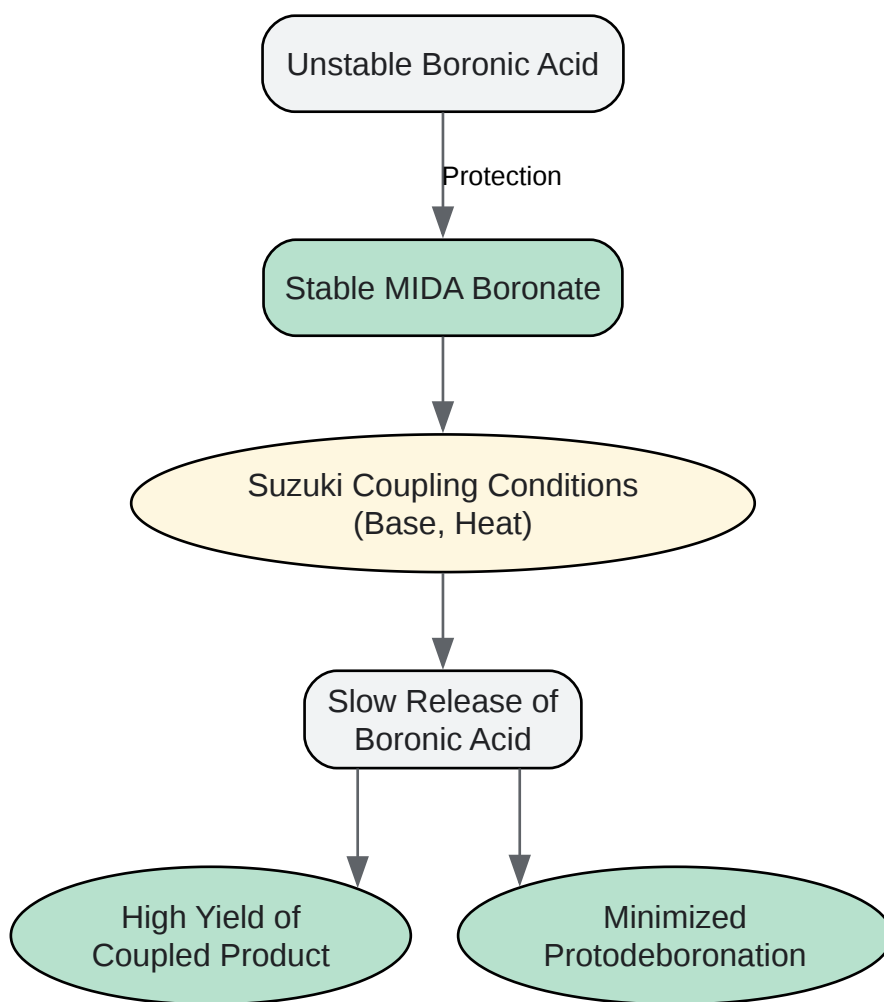 Unstable Boronic Acid
Protection
Stable MIDA Boronate
Suzuki Coupling Conditions
(Base, Heat)
Slow Release of
Boronic Acid
High Yield of
Coupled Product
Minimized
Protodeboronation